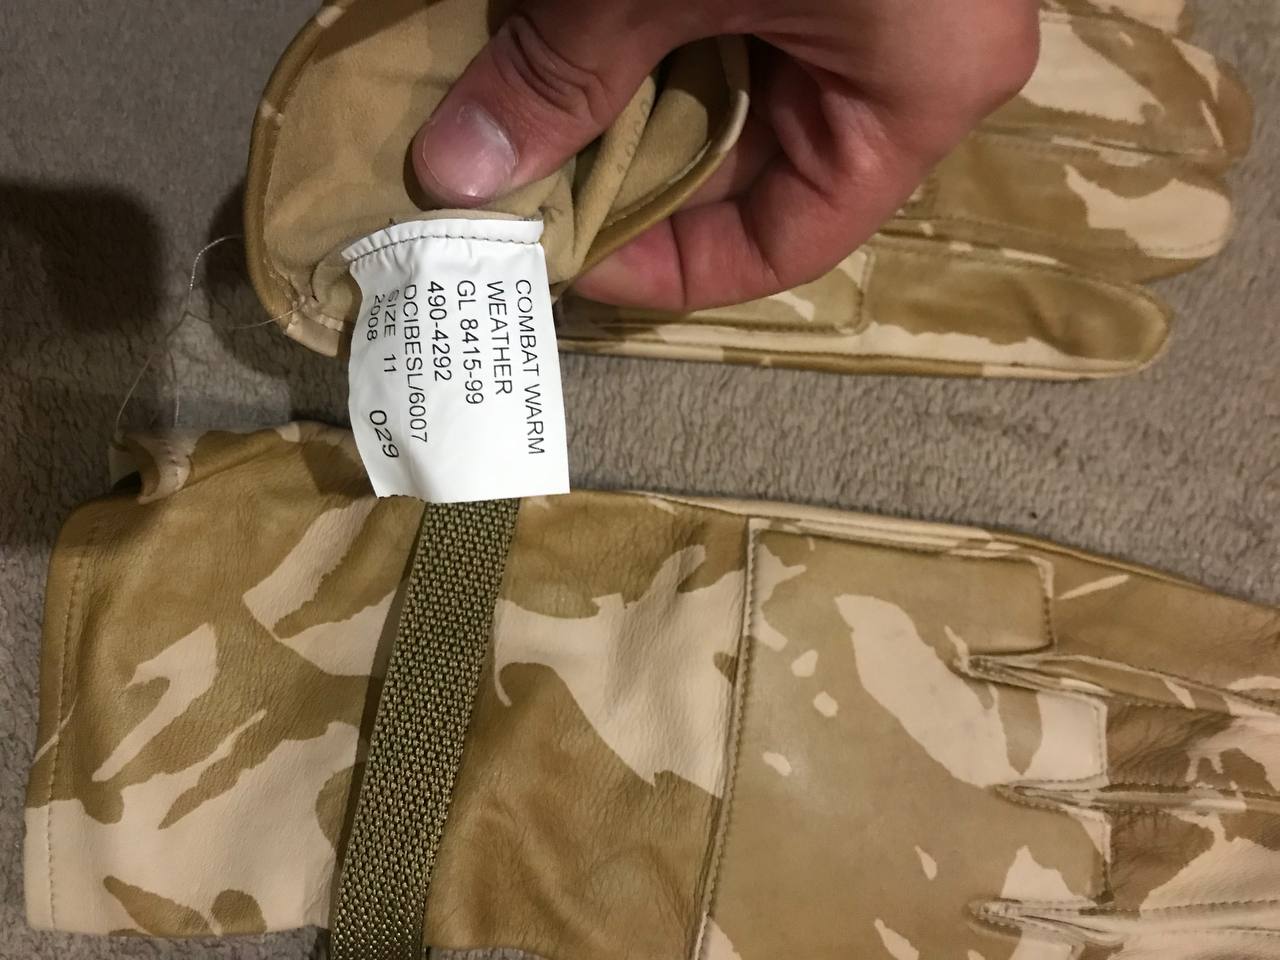 COMBAT WARM
WEATHER
GL 8415-99
490-4292
DCIBESL/6007
SIZE 11
2008 029